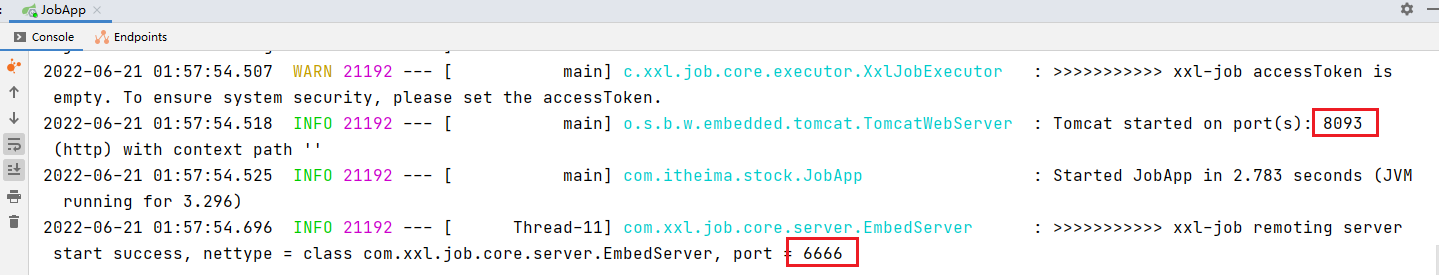 : JobApp ×
Console Endpoints
2022-06-21 01:57:54.507 WARN 21192 --- [ main] c.xxl.job.core.executor.XxlJobExecutor : >>>>>>>>>>> xxl-job accessToken is
empty. To ensure system security, please set the accessToken.
2022-06-21 01:57:54.518 INFO 21192 --- [ main] o.s.b.w.embedded.tomcat.TomcatWebServer : Tomcat started on port(s): 8093
(http) with context path ''
2022-06-21 01:57:54.525 INFO 21192 --- [ main] com.itheima.stock.JobApp : Started JobApp in 2.783 seconds (JVM
running for 3.296)
2022-06-21 01:57:54.696 INFO 21192 --- [ Thread-11] com.xxl.job.core.server.EmbedServer : >>>>>>>>>>> xxl-job remoting server
start success, nettype = class com.xxl.job.core.server.EmbedServer, port = 6666